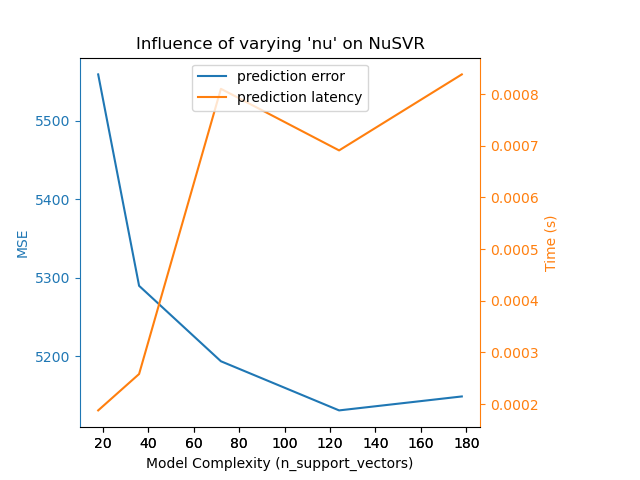 Influence of varying 'nu' on NuSVR
prediction error
prediction latency
5500
5400
5300
5200
MSE
0.0008
0.0007
0.0006
0.0005
0.0004
0.0003
0.0002
Time (s)
20 40 60 80 100 120 140 160 180
Model Complexity (n_support_vectors)